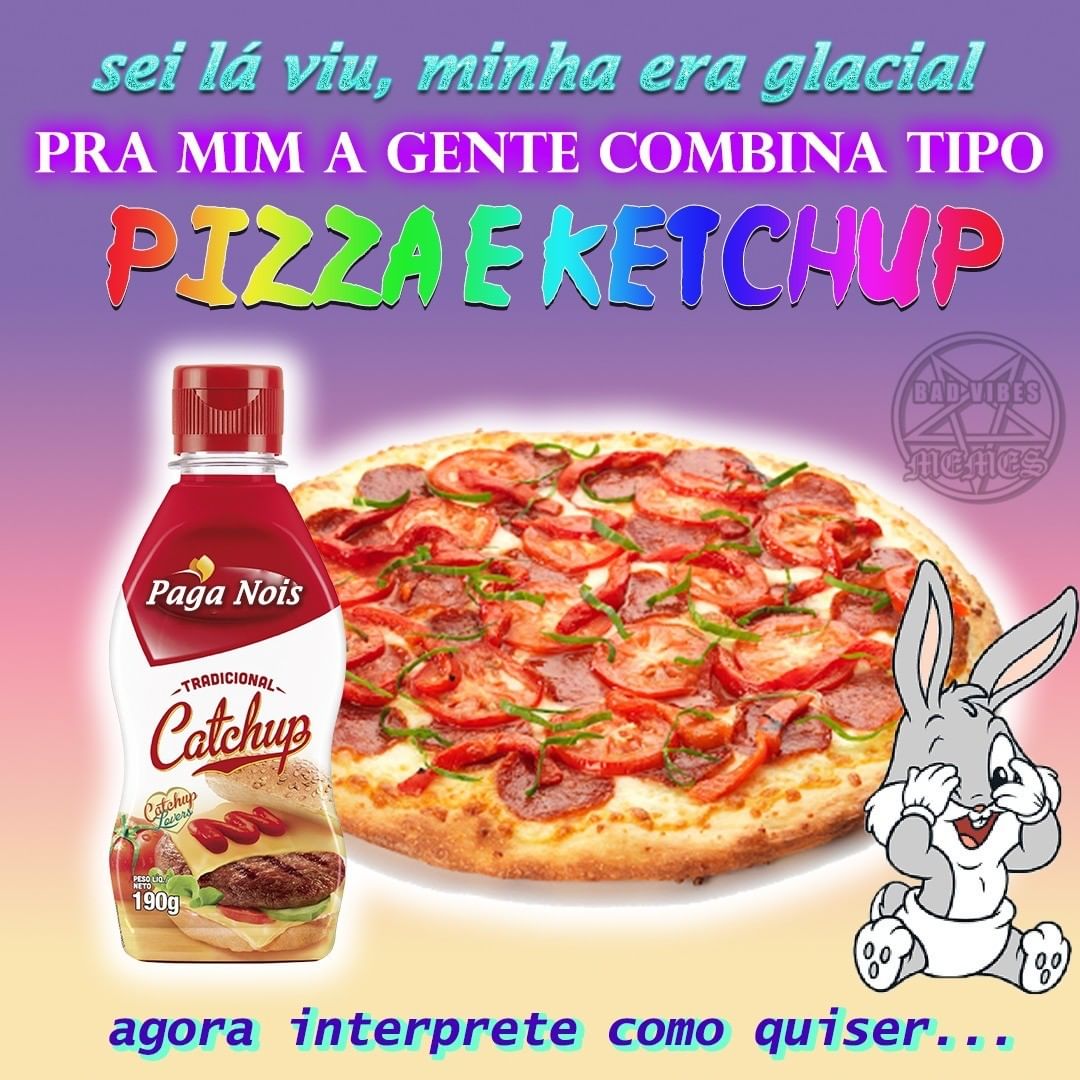 sei lá viu, minha era glacial
PRA MIM A GENTE COMBINA TIPO
PIZZA E KETCHUP
BAD VIBES
MEMES
Paga Nois
TRADICIONAL
Catchup
Catchup
Lovers
PESO LIQ.
NETO
190g
agora interprete como quiser...